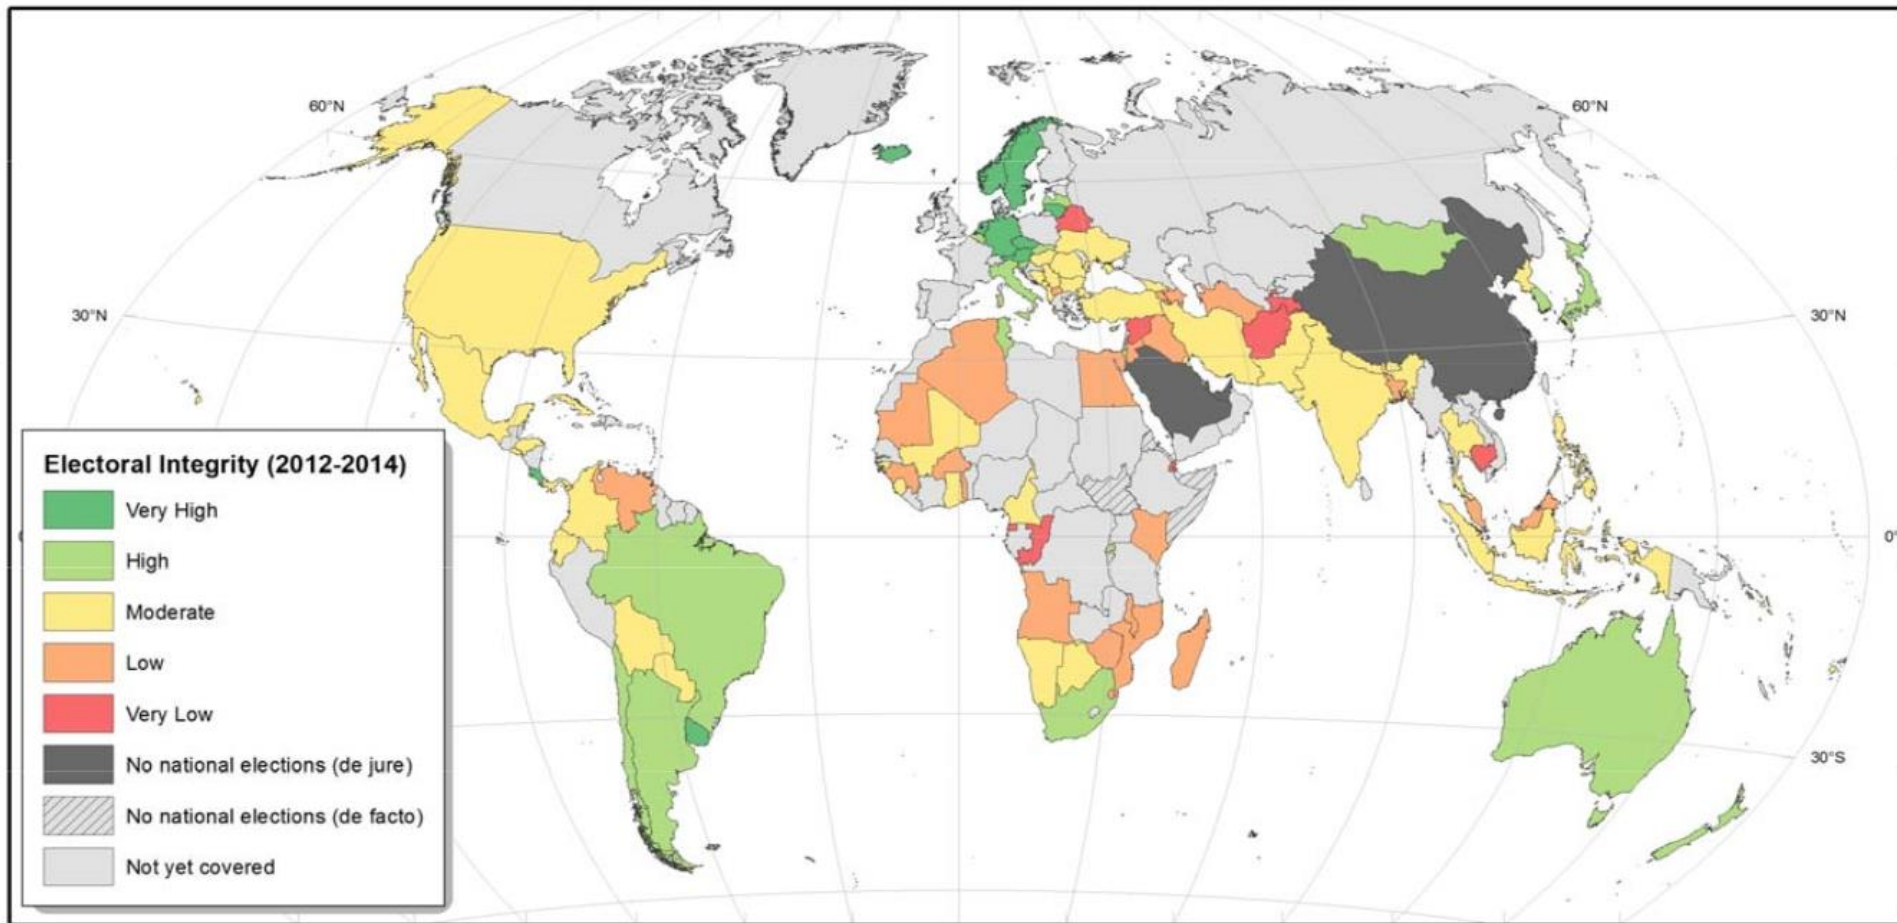 60°N
60°N
30°N
30°N
0°
30°S
Electoral Integrity (2012-2014)
Very High
High
Moderate
Low
Very Low
No national elections (de jure)
No national elections (de facto)
Not yet covered